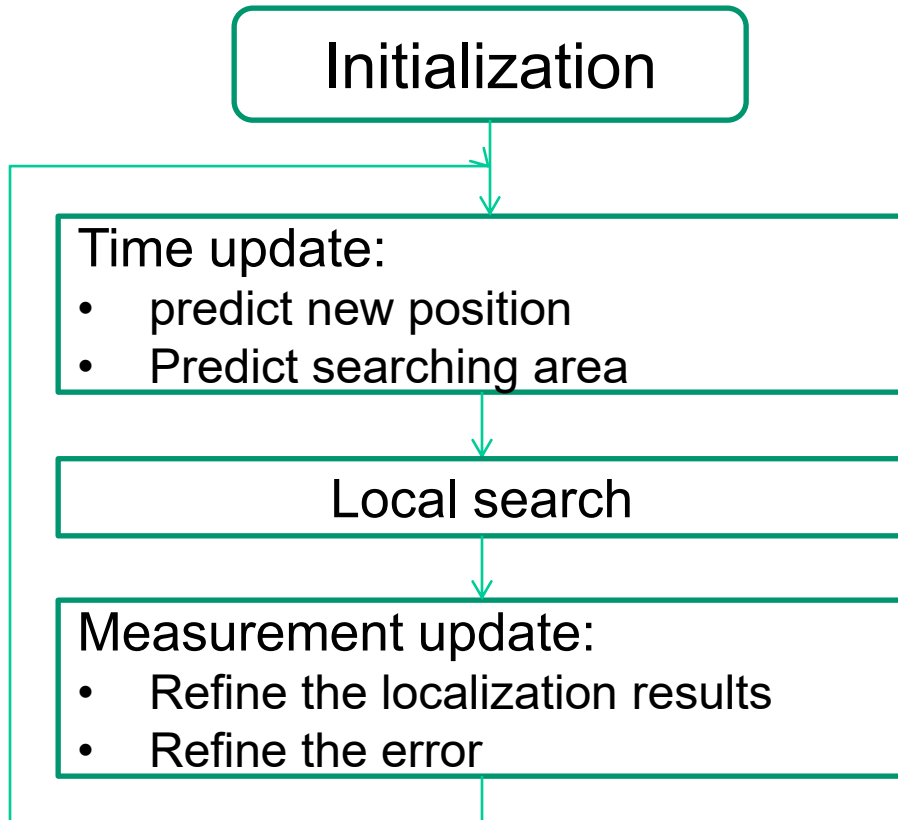 Initialization
Time update:
• predict new position
• Predict searching area
Local search
Measurement update:
• Refine the localization results
• Refine the error